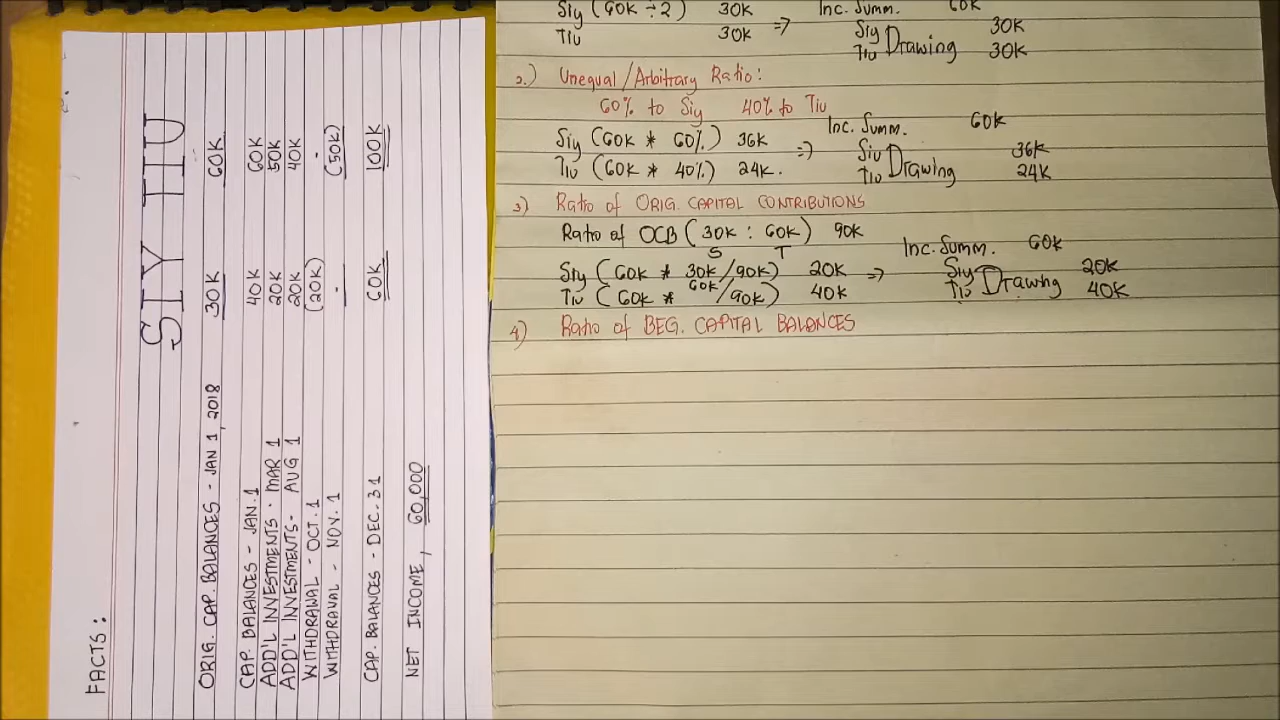 FACTS:
SIY TIU
ORIG. CAP. BALANCES - JAN 1, 2018 30K 60K
CAP. BALANCES - JAN. 1 40K 60K
ADD'L INVESTMENTS - MAR 1 20K 50K
ADD'L INVESTMENTS - AUG 1 20K 40K
WITHDRAWAL - OCT. 1 (20K) -
WITHDRAWAL - NOV. 1 - (50K)
CAP. BALANCES - DEC. 31 60K 100K
NET INCOME, 60,000
Siy (60K ÷ 2) 30K Inc. Summ. 60K
Tiu 30K => Siy Drawing 30K
Tiu 30K
2.) Unequal/Arbitrary Ratio:
60% to Siy 40% to Tiu
Inc. Summ. 60K
Siy (60K * 60%) 36K => Siy Drawing 36K
Tiu (60K * 40%) 24K. Tiu 24K
3) Ratio of ORIG. CAPITAL CONTRIBUTIONS
Ratio of OCB (30K : 60K) 90K
S T Inc. Summ. 60K
Siy (60K * 30K/90K) 20K => Siy Drawing 20K
Tiu (60K * 60K/90K) 40K Tiu 40K
4) Ratio of BEG. CAPITAL BALANCES